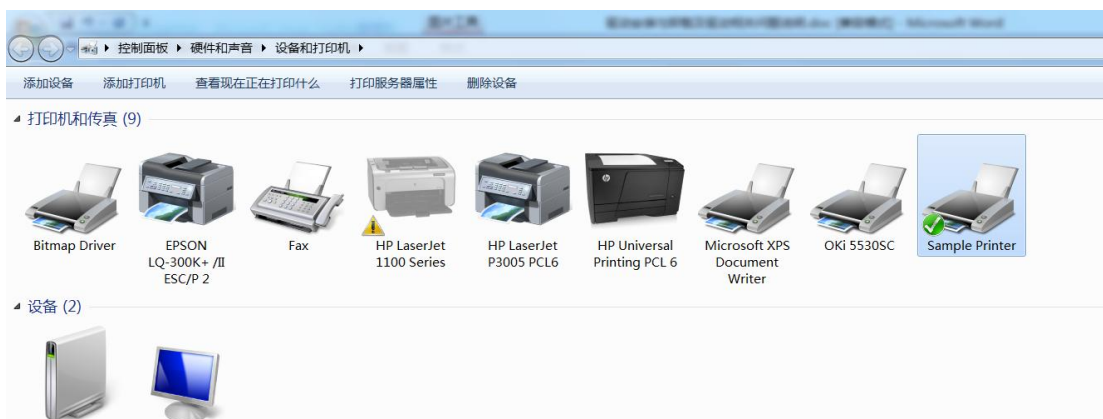 控制面板 ▸ 硬件和声音 ▸ 设备和打印机 ▸
添加设备 添加打印机 查看现在正在打印什么 打印服务器属性 删除设备
打印机和传真 (9)
Bitmap Driver
EPSON
LQ-300K+ /II
ESC/P 2
Fax
HP LaserJet
1100 Series
HP LaserJet
P3005 PCL6
HP Universal
Printing PCL 6
Microsoft XPS
Document
Writer
OKi 5530SC
Sample Printer
设备 (2)